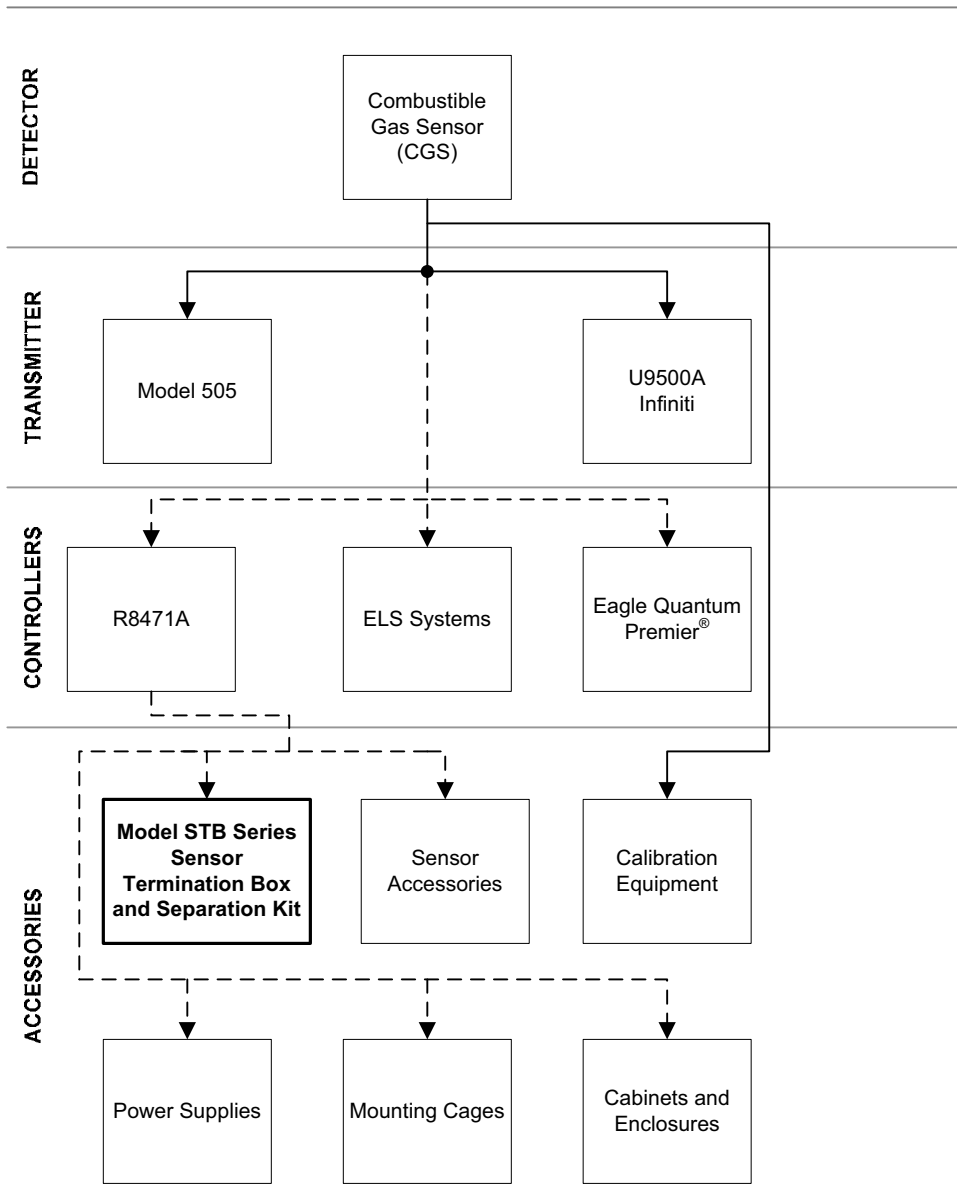 DETECTOR
Combustible
Gas Sensor
(CGS)
TRANSMITTER
Model 505
U9500A
Infiniti
CONTROLLERS
R8471A
ELS Systems
Eagle Quantum
Premier®
ACCESSORIES
Model STB Series
Sensor
Termination Box
and Separation Kit
Sensor
Accessories
Calibration
Equipment
Power Supplies
Mounting Cages
Cabinets and
Enclosures